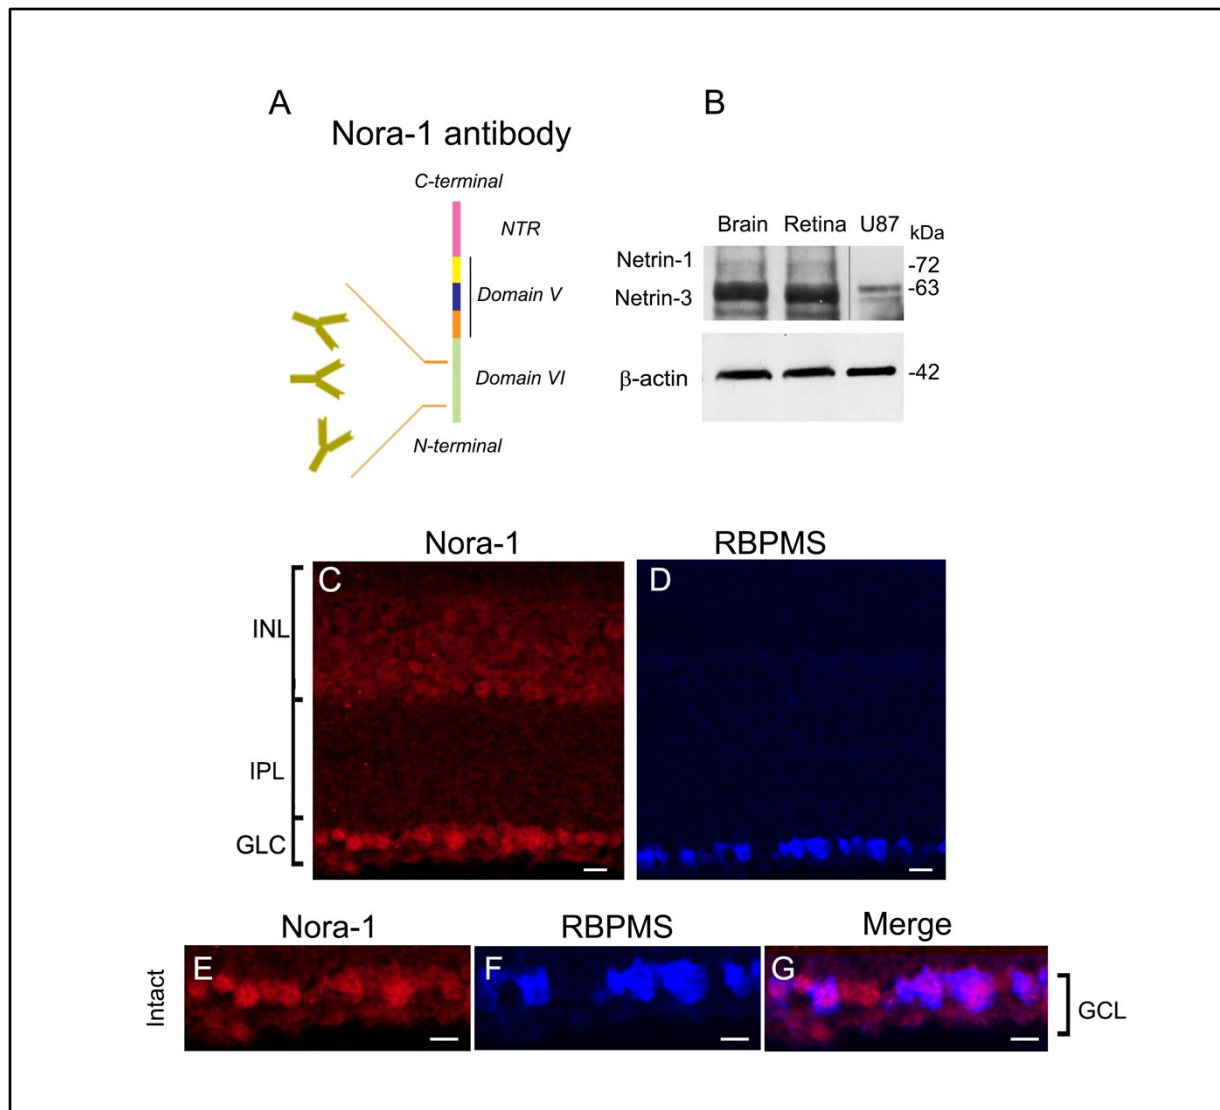 A
Nora-1 antibody
C-terminal
NTR
Domain V
Domain VI
N-terminal
B
Brain Retina U87 kDa
Netrin-1
-72
Netrin-3
-63
β-actin
-42
Nora-1
RBPMS
C
D
INL
IPL
GLC
Nora-1
RBPMS
Merge
Intact
E
F
G
GCL